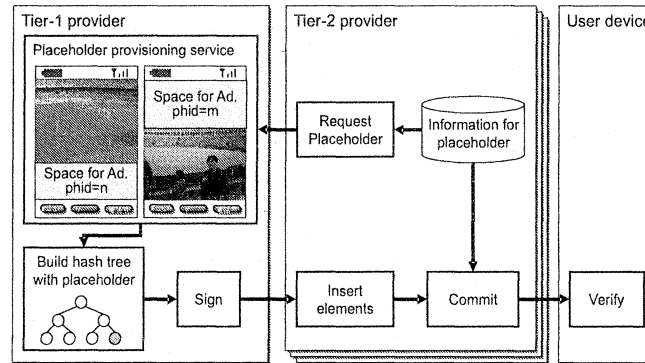 Tier-1 provider
Placeholder provisioning service
Space for Ad.
phid=n
Space for Ad.
phid=m
Build hash tree
with placeholder
Sign
Tier-2 provider
Request
Placeholder
Information for
placeholder
Insert
elements
Commit
User device
Verify